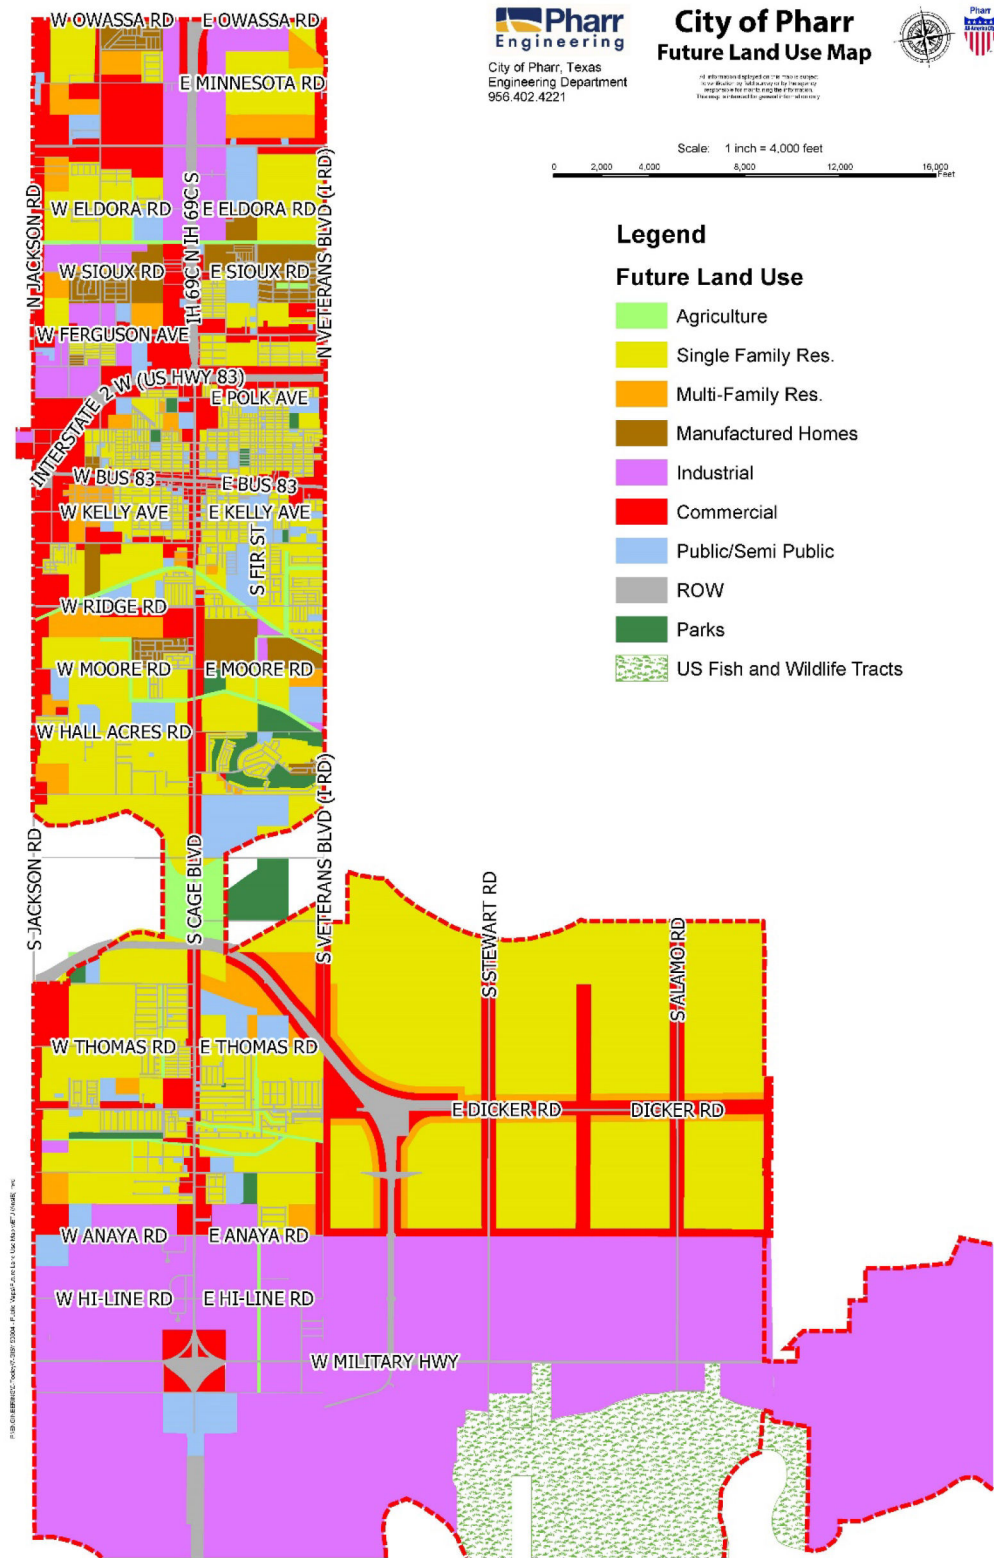 Pharr
Engineering
City of Pharr, Texas
Engineering Department
956.402.4221
City of Pharr
Future Land Use Map
Pharr
Scale: 1 inch = 4,000 feet
0 2,000 4,000 8,000 12,000 16,000
Feet
Legend
Future Land Use
Agriculture
Single Family Res.
Multi-Family Res.
Manufactured Homes
Industrial
Commercial
Public/Semi Public
ROW
Parks
US Fish and Wildlife Tracts
W OWASSA RD
E OWASSA RD
E MINNESOTA RD
N JACKSON RD
W ELDORA RD
E ELDORA RD
IH 69C N IH 69C S
N VETERANS BLVD (I RD)
W SIOUX RD
E SIOUX RD
W FERGUSON AVE
INTERSTATE 2 W (US HWY 83)
E POLK AVE
W BUS 83
E BUS 83
W KELLY AVE
E KELLY AVE
S FIR ST
W RIDGE RD
W MOORE RD
E MOORE RD
W HALL ACRES RD
S JACKSON RD
S CAGE BLVD
S VETERANS BLVD (I RD)
S STEWART RD
S ALAMO RD
W THOMAS RD
E THOMAS RD
E DICKER RD
DICKER RD
W ANAYA RD
E ANAYA RD
W HI-LINE RD
E HI-LINE RD
W MILITARY HWY